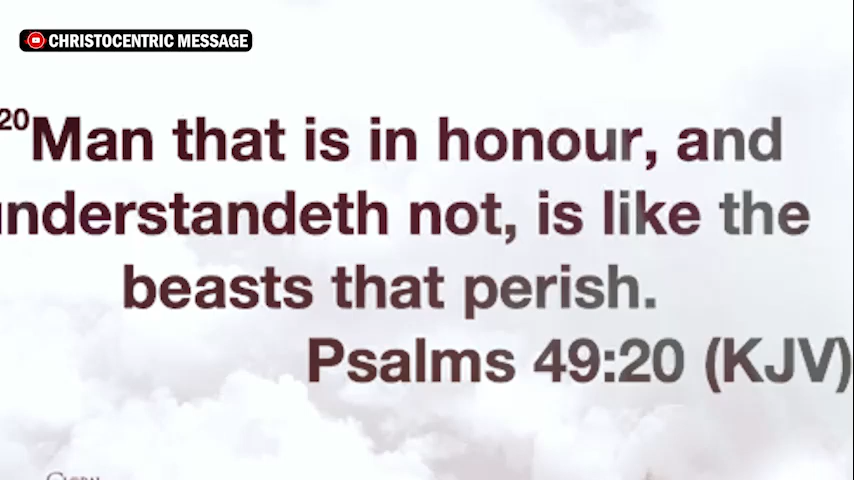 CHRISTOCENTRIC MESSAGE
20Man that is in honour, and
understandeth not, is like the
beasts that perish.
Psalms 49:20 (KJV)